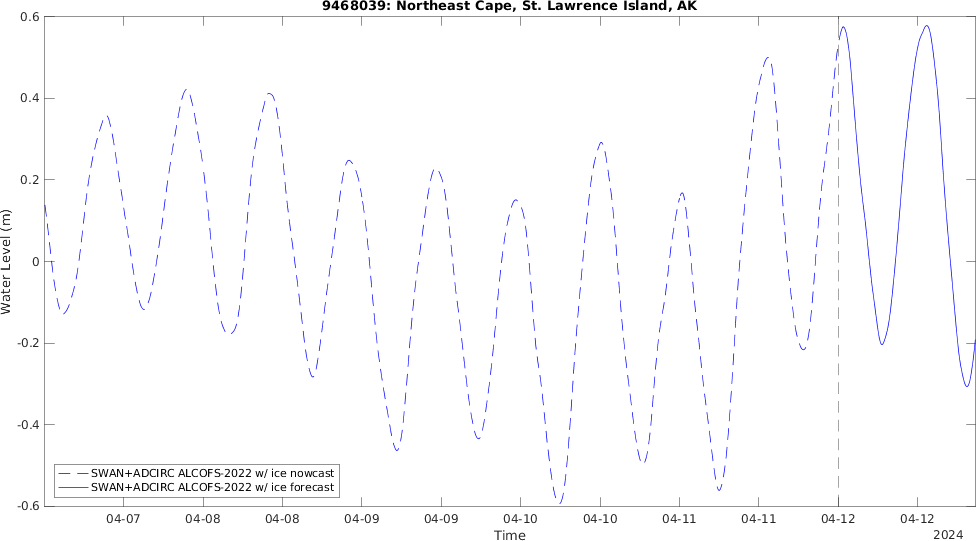 9468039: Northeast Cape, St. Lawrence Island, AK
0.6
0.4
0.2
0
-0.2
-0.4
-0.6
Water Level (m)
SWAN+ADCIRC ALCOFS-2022 w/ ice nowcast
SWAN+ADCIRC ALCOFS-2022 w/ ice forecast
04-07 04-08 04-08 04-09 04-09 04-10 04-10 04-11 04-11 04-12 04-12
Time
2024